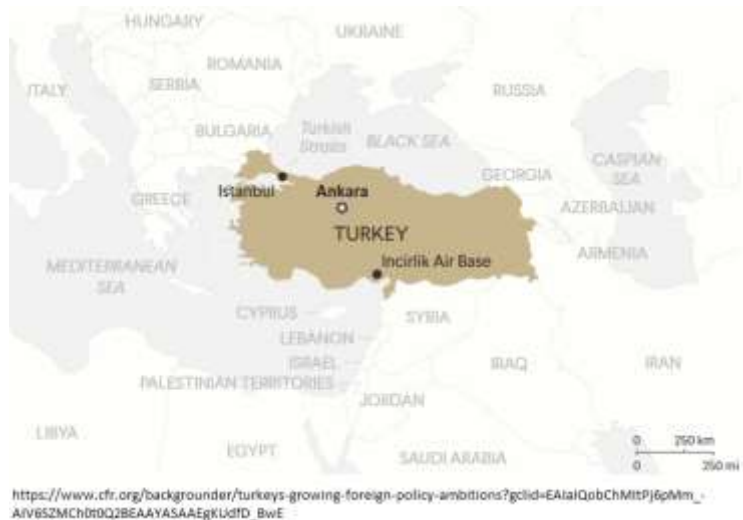 HUNGARY
UKRAINE
ROMANIA
ITALY
SERBIA
RUSSIA
BULGARIA
Turkish
Straits
BLACK SEA
CASPIAN
SEA
GEORGIA
Istanbul
Ankara
GREECE
AZERBAIJAN
TURKEY
ARMENIA
Incirlik Air Base
MEDITERRANEAN
SEA
CYPRUS
SYRIA
LEBANON
ISRAEL
IRAQ
IRAN
PALESTINIAN TERRITORIES
JORDAN
LIBYA
EGYPT
SAUDI ARABIA
0 250 km
0 250 mi
https://www.cfr.org/backgrounder/turkeys-growing-foreign-policy-ambitions?gclid=EAIaIQobChMItPj6pMm_-